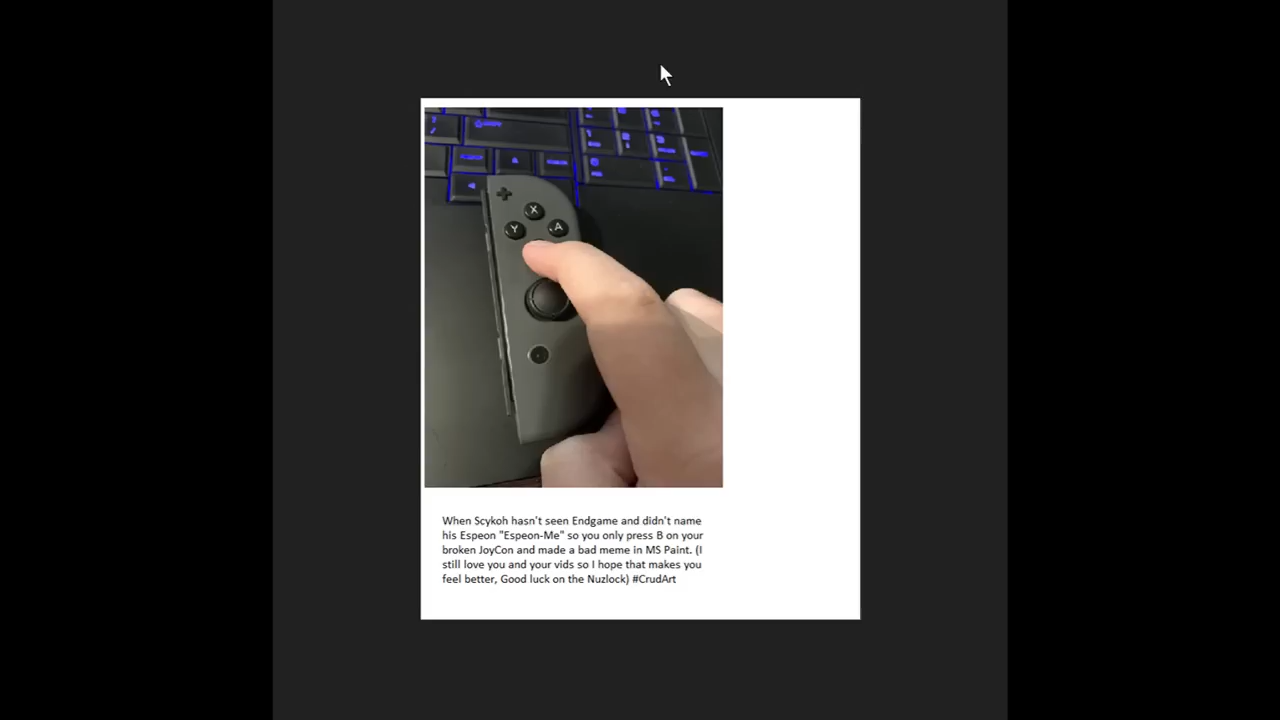 X
Y
A
When Scykoh hasn't seen Endgame and didn't name
his Espeon "Espeon-Me" so you only press B on your
broken JoyCon and made a bad meme in MS Paint. (I
still love you and your vids so I hope that makes you
feel better, Good luck on the Nuzlock) #CrudArt